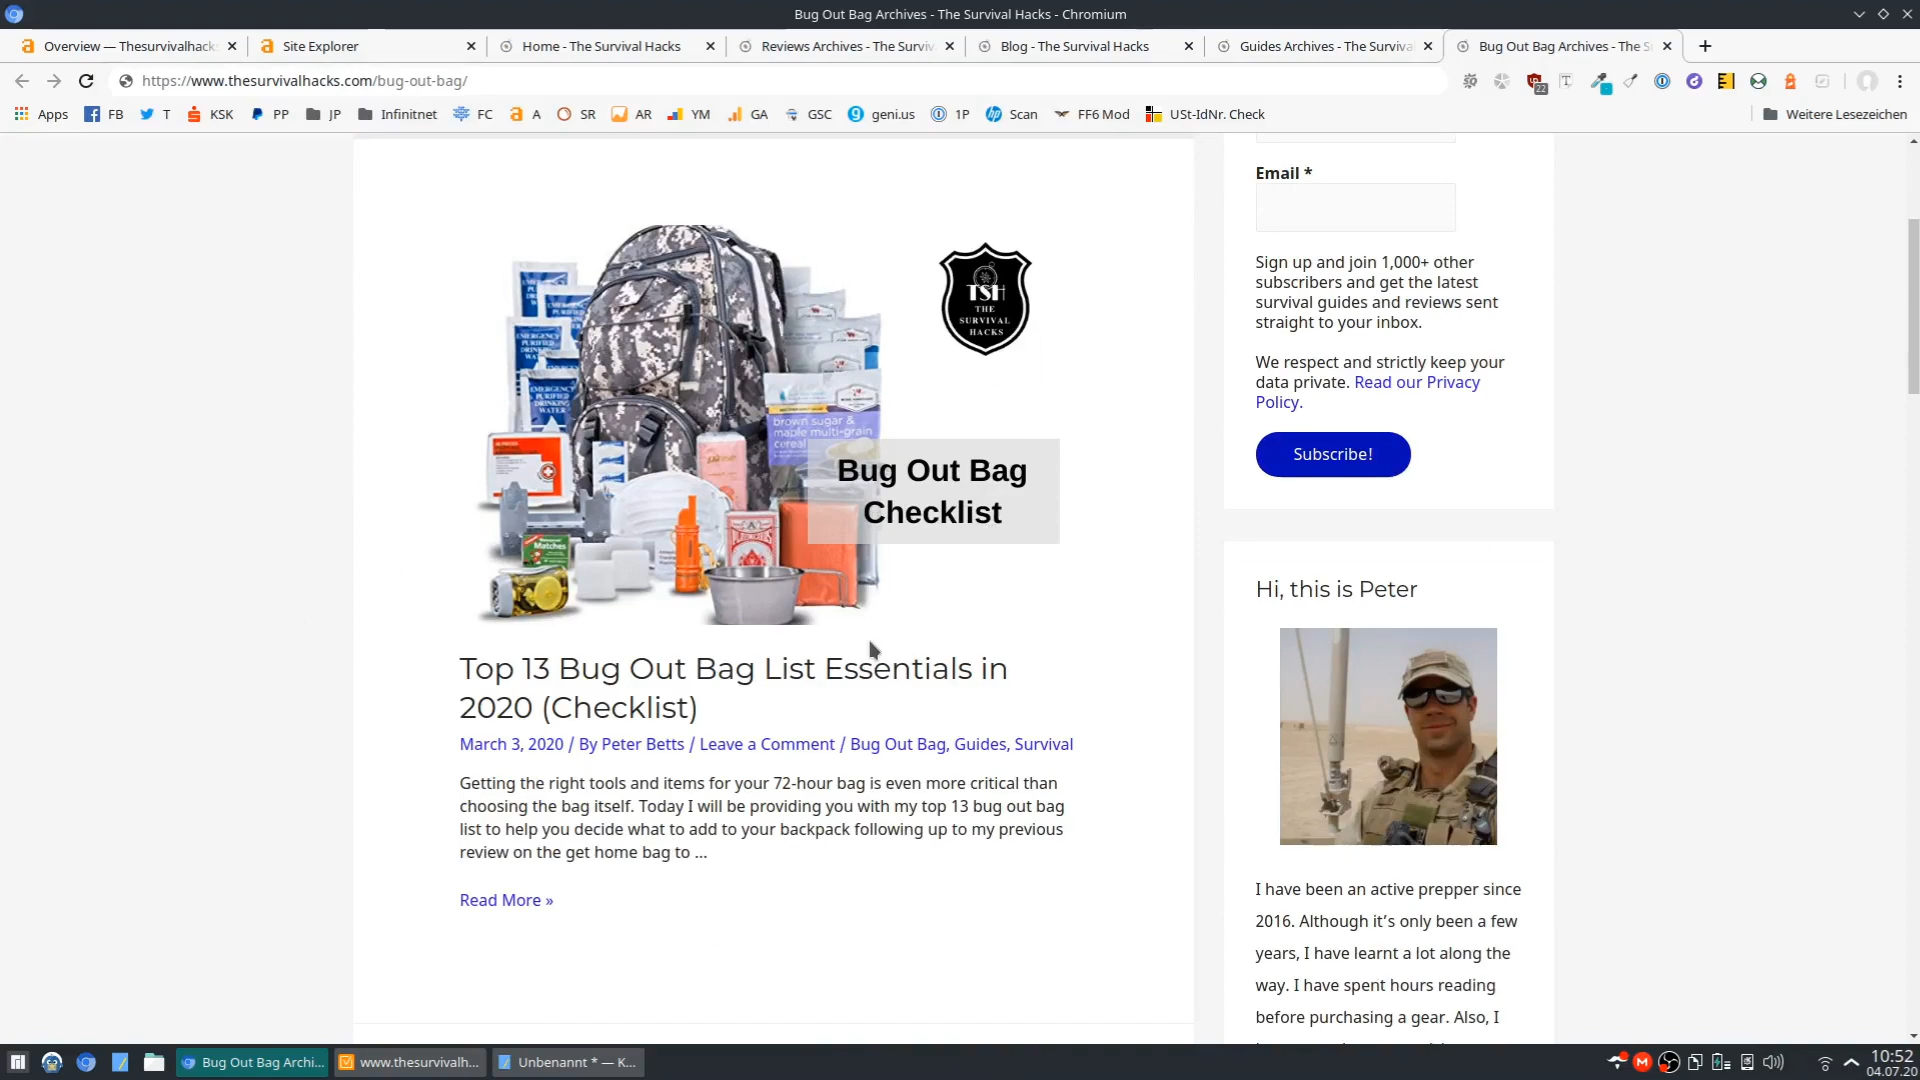 Bug Out Bag Archives - The Survival Hacks - Chromium
Overview — Thesurvivalhack
Site Explorer
Home - The Survival Hacks
Reviews Archives - The Surviv
Blog - The Survival Hacks
Guides Archives - The Surviva
Bug Out Bag Archives - The S
https://www.thesurvivalhacks.com/bug-out-bag/
22
Apps
FB
T
KSK
PP
JP
Infinitnet
FC
A
SR
AR
YM
GA
GSC
geni.us
1P
Scan
FF6 Mod
USt-IdNr. Check
Weitere Lesezeichen
TSH
THE
SURVIVAL
HACKS
EMERGENCY
PURIFIED
DRINKING
WATER
brown sugar &
maple multi-grain
cereal
Matches
Bug Out Bag
Checklist
Top 13 Bug Out Bag List Essentials in
2020 (Checklist)
March 3, 2020 / By Peter Betts / Leave a Comment / Bug Out Bag, Guides, Survival
Getting the right tools and items for your 72-hour bag is even more critical than
choosing the bag itself. Today I will be providing you with my top 13 bug out bag
list to help you decide what to add to your backpack following up to my previous
review on the get home bag to ...
Read More »
Email *
Sign up and join 1,000+ other
subscribers and get the latest
survival guides and reviews sent
straight to your inbox.
We respect and strictly keep your
data private. Read our Privacy
Policy.
Subscribe!
Hi, this is Peter
I have been an active prepper since
2016. Although it’s only been a few
years, I have learnt a lot along the
way. I have spent hours reading
before purchasing a gear. Also, I
Bug Out Bag Archi...
www.thesurvivalh...
Unbenannt * — K...
10:52
04.07.20